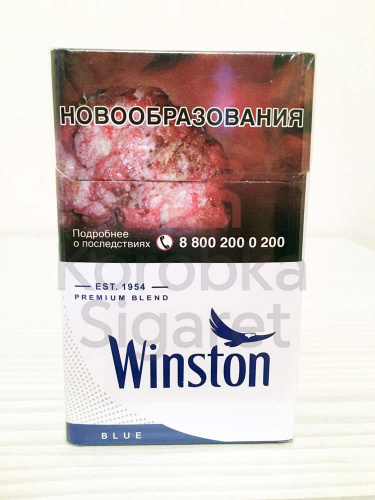 НОВООБРАЗОВАНИЯ
Подробнее
о последствиях
8 800 200 0 200
Korobka
Sigaret
EST. 1954
PREMIUM BLEND
Winston
BLUE